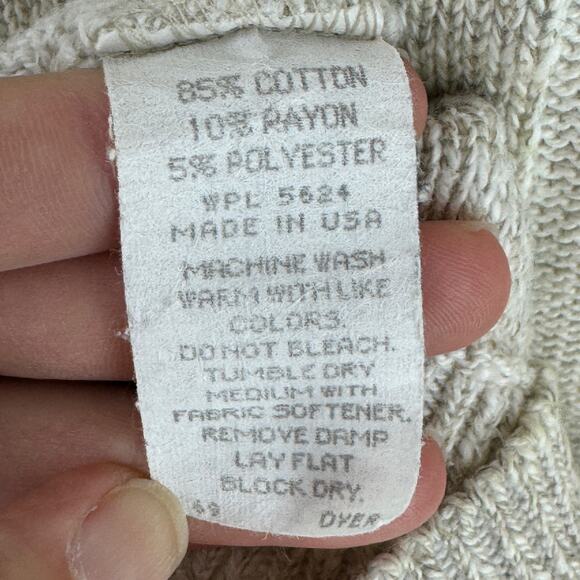 85% COTTON
10% RAYON
5% POLYESTER
WPL 5624
MADE IN USA
MACHINE WASH
WARM WITH LIKE
COLORS.
DO NOT BLEACH.
TUMBLE DRY
MEDIUM WITH
FABRIC SOFTENER.
REMOVE DAMP
LAY FLAT
BLOCK DRY.
OVER